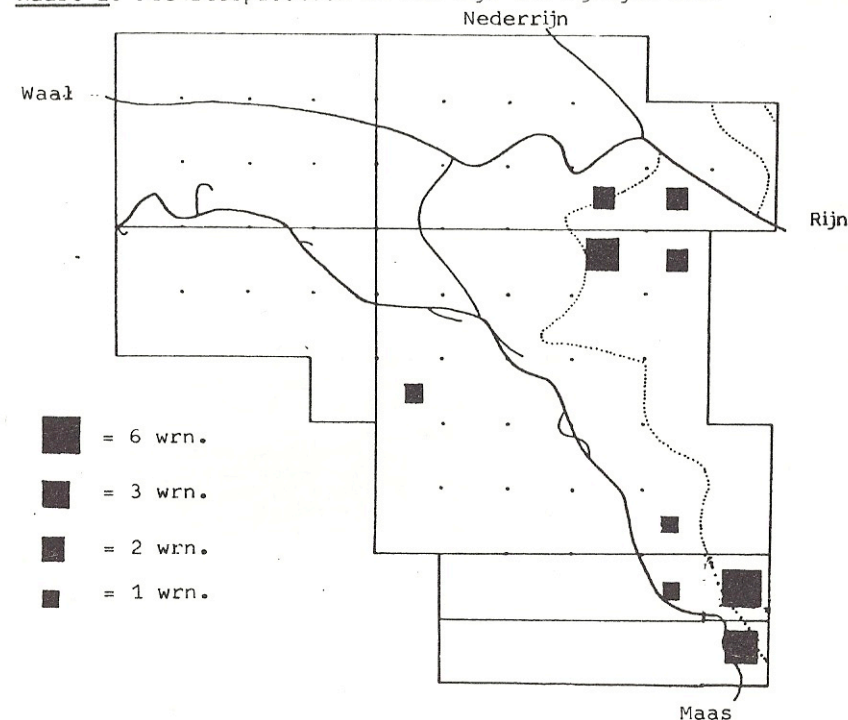 Nederrijn
Waal
Rijn
= 6 wrn.
= 3 wrn.
= 2 wrn.
= 1 wrn.
Maas